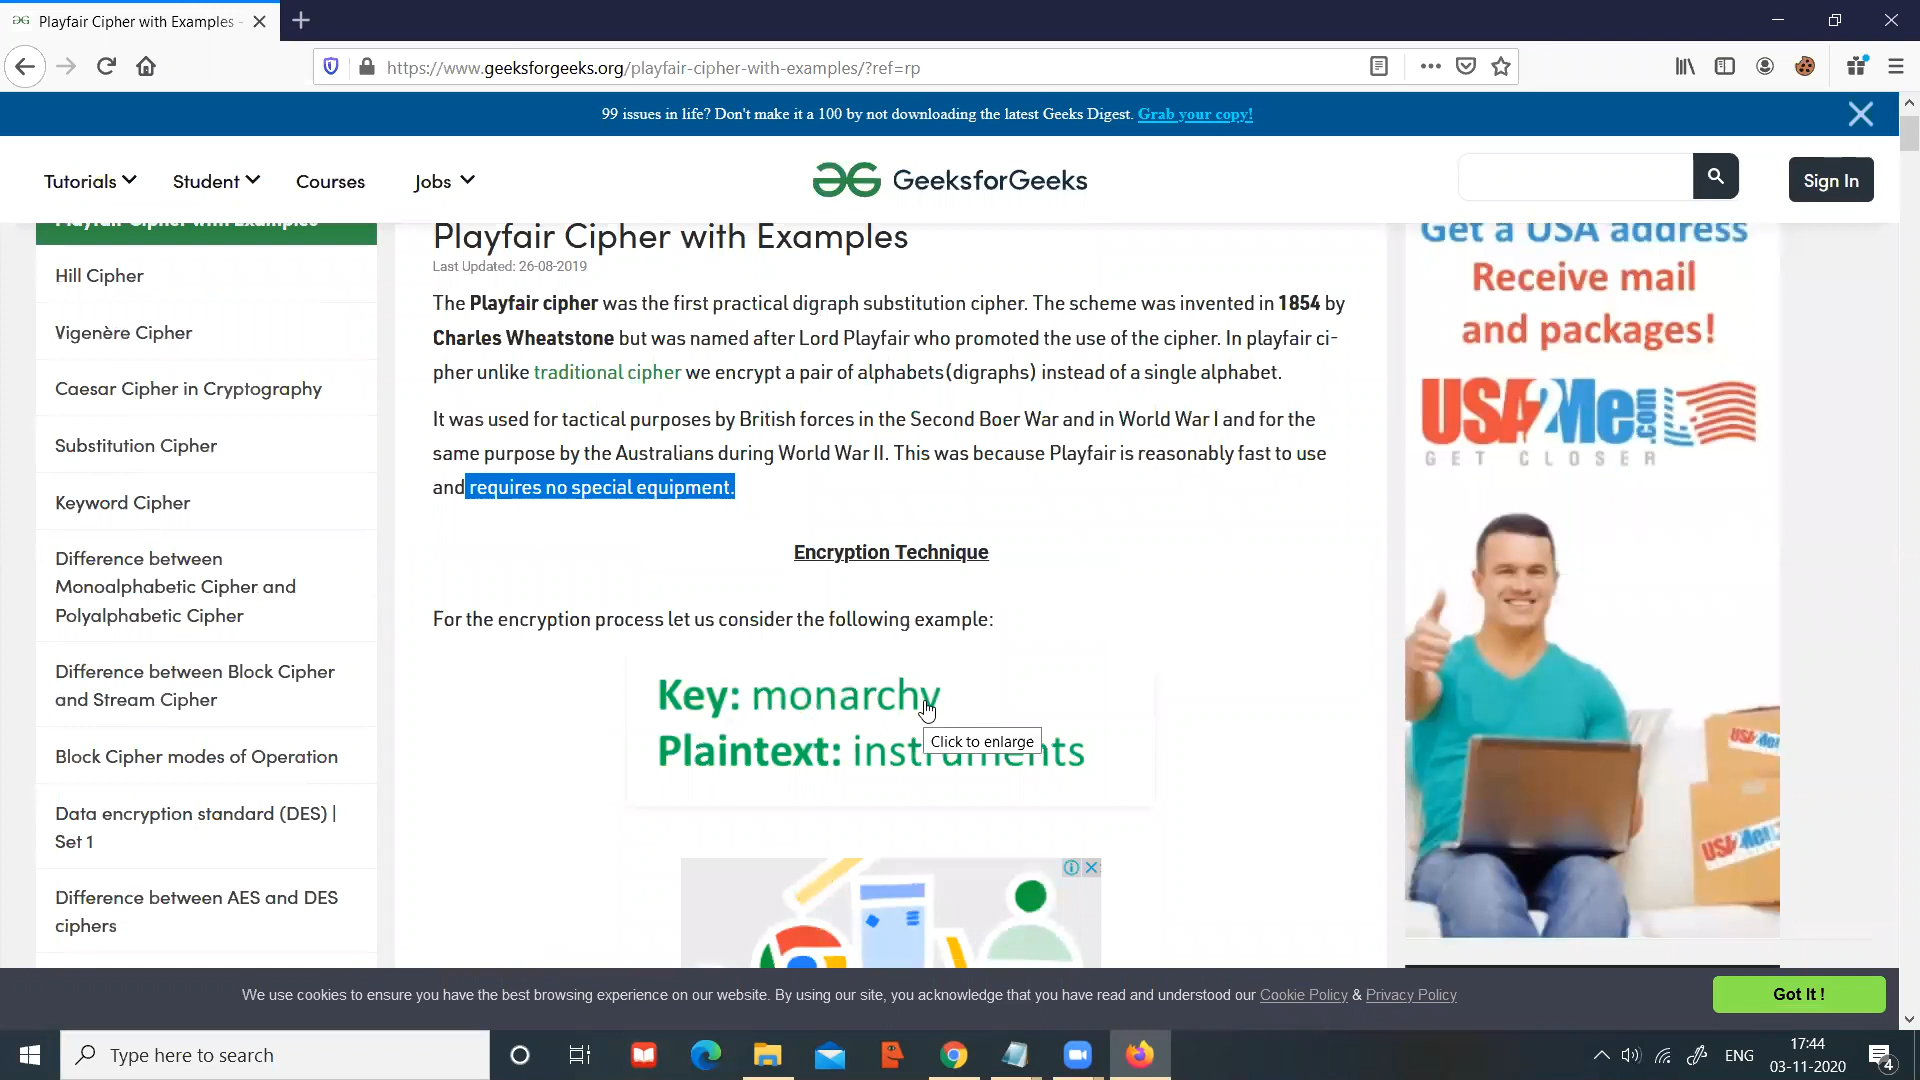 Playfair Cipher with Examples -
https://www.geeksforgeeks.org/playfair-cipher-with-examples/?ref=rp
99 issues in life? Don't make it a 100 by not downloading the latest Geeks Digest. Grab your copy!
Tutorials
Student
Courses
Jobs
GeeksforGeeks
Sign In
Playfair Cipher with Examples
Hill Cipher
Vigenère Cipher
Caesar Cipher in Cryptography
Substitution Cipher
Keyword Cipher
Difference between
Monoalphabetic Cipher and
Polyalphabetic Cipher
Difference between Block Cipher
and Stream Cipher
Block Cipher modes of Operation
Data encryption standard (DES) |
Set 1
Difference between AES and DES
ciphers
Playfair Cipher with Examples
Last Updated: 26-08-2019
The Playfair cipher was the first practical digraph substitution cipher. The scheme was invented in 1854 by
Charles Wheatstone but was named after Lord Playfair who promoted the use of the cipher. In playfair ci-
pher unlike traditional cipher we encrypt a pair of alphabets(digraphs) instead of a single alphabet.
It was used for tactical purposes by British forces in the Second Boer War and in World War I and for the
same purpose by the Australians during World War II. This was because Playfair is reasonably fast to use
and requires no special equipment.
Encryption Technique
For the encryption process let us consider the following example:
Key: monarchy
Plaintext: instruments
Click to enlarge
Get a USA address
Receive mail
and packages!
USA2Me.com
GET CLOSER
We use cookies to ensure you have the best browsing experience on our website. By using our site, you acknowledge that you have read and understood our Cookie Policy & Privacy Policy
Got It !
Type here to search
ENG
17:44
03-11-2020
4